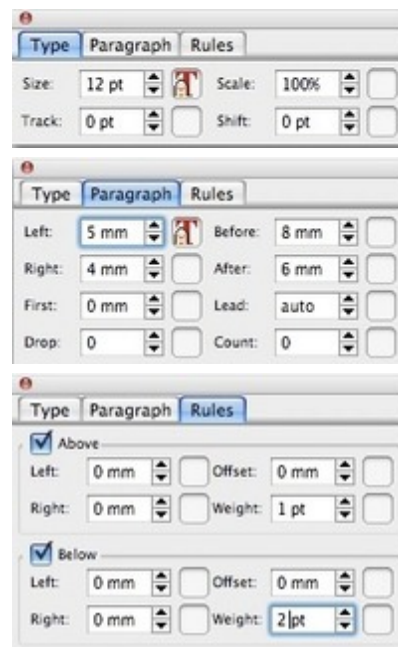 Type Paragraph Rules
Size: 12 pt Scale: 100%
Track: 0 pt Shift: 0 pt
Type Paragraph Rules
Left: 5 mm Before: 8 mm
Right: 4 mm After: 6 mm
First: 0 mm Lead: auto
Drop: 0 Count: 0
Type Paragraph Rules
Above
Left: 0 mm Offset: 0 mm
Right: 0 mm Weight: 1 pt
Below
Left: 0 mm Offset: 0 mm
Right: 0 mm Weight: 2 pt